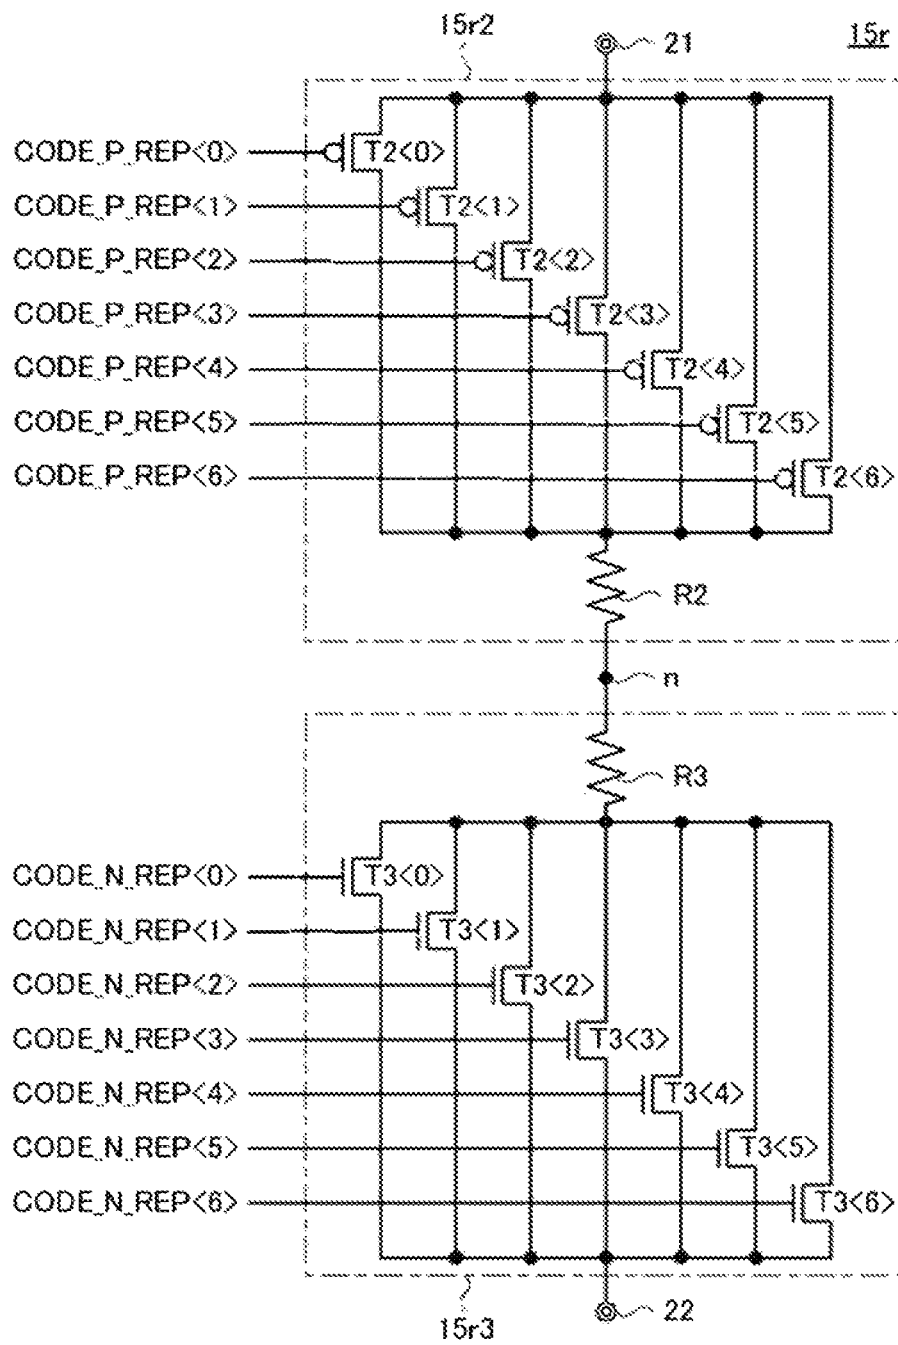 15r2
21
15r
CODE_P_REP<0>
T2<0>
CODE_P_REP<1>
T2<1>
CODE_P_REP<2>
T2<2>
CODE_P_REP<3>
T2<3>
CODE_P_REP<4>
T2<4>
CODE_P_REP<5>
T2<5>
CODE_P_REP<6>
T2<6>
R2
n
R3
CODE_N_REP<0>
T3<0>
CODE_N_REP<1>
T3<1>
CODE_N_REP<2>
T3<2>
CODE_N_REP<3>
T3<3>
CODE_N_REP<4>
T3<4>
CODE_N_REP<5>
T3<5>
CODE_N_REP<6>
T3<6>
15r3
22